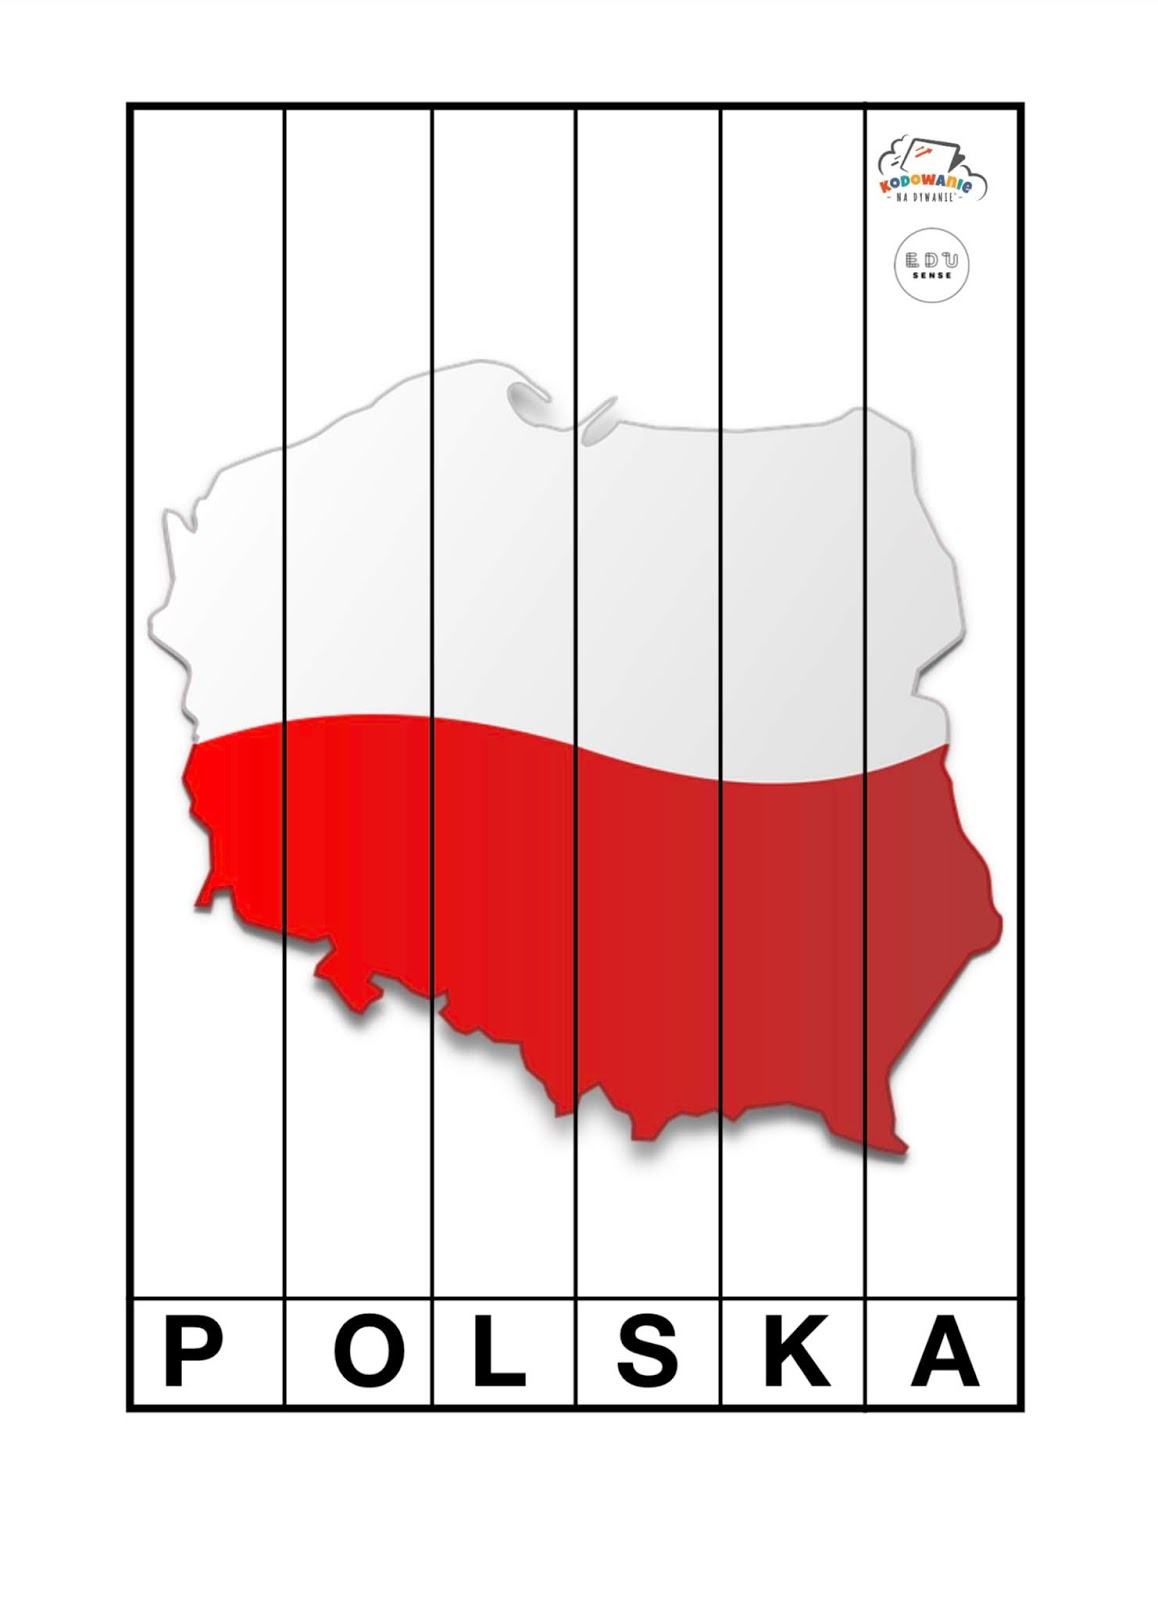 KODOWANIE
- NA DYWANIE® -
EDU
SENSE
P O L S K A